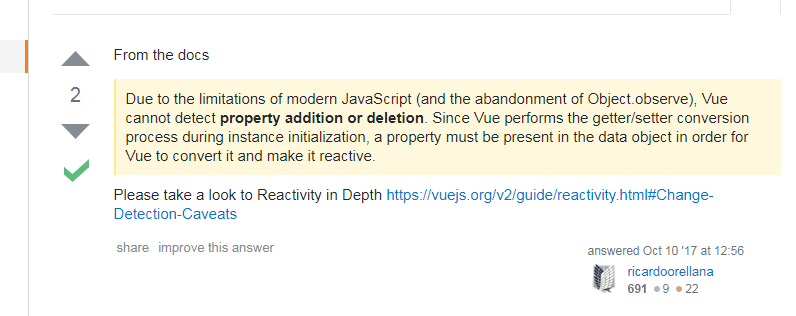 From the docs
2
Due to the limitations of modern JavaScript (and the abandonment of Object.observe), Vue
cannot detect property addition or deletion. Since Vue performs the getter/setter conversion
process during instance initialization, a property must be present in the data object in order for
Vue to convert it and make it reactive.
Please take a look to Reactivity in Depth https://vuejs.org/v2/guide/reactivity.html#Change-
Detection-Caveats
share improve this answer
answered Oct 10 '17 at 12:56
ricardoorellana
691 9 22